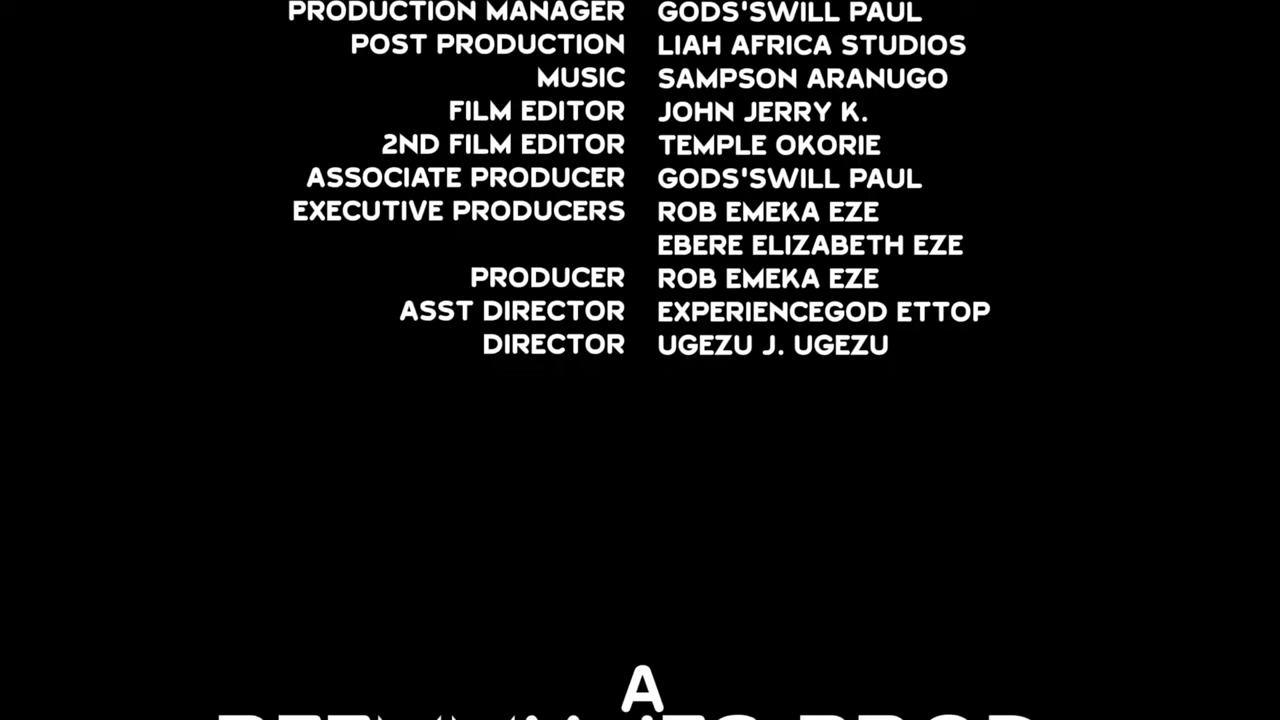 PRODUCTION MANAGER GODS'SWILL PAUL
POST PRODUCTION LIAH AFRICA STUDIOS
MUSIC SAMPSON ARANUGO
FILM EDITOR JOHN JERRY K.
2ND FILM EDITOR TEMPLE OKORIE
ASSOCIATE PRODUCER GODS'SWILL PAUL
EXECUTIVE PRODUCERS ROB EMEKA EZE
EBERE ELIZABETH EZE
PRODUCER ROB EMEKA EZE
ASST DIRECTOR EXPERIENCEGOD ETTOP
DIRECTOR UGEZU J. UGEZU
A